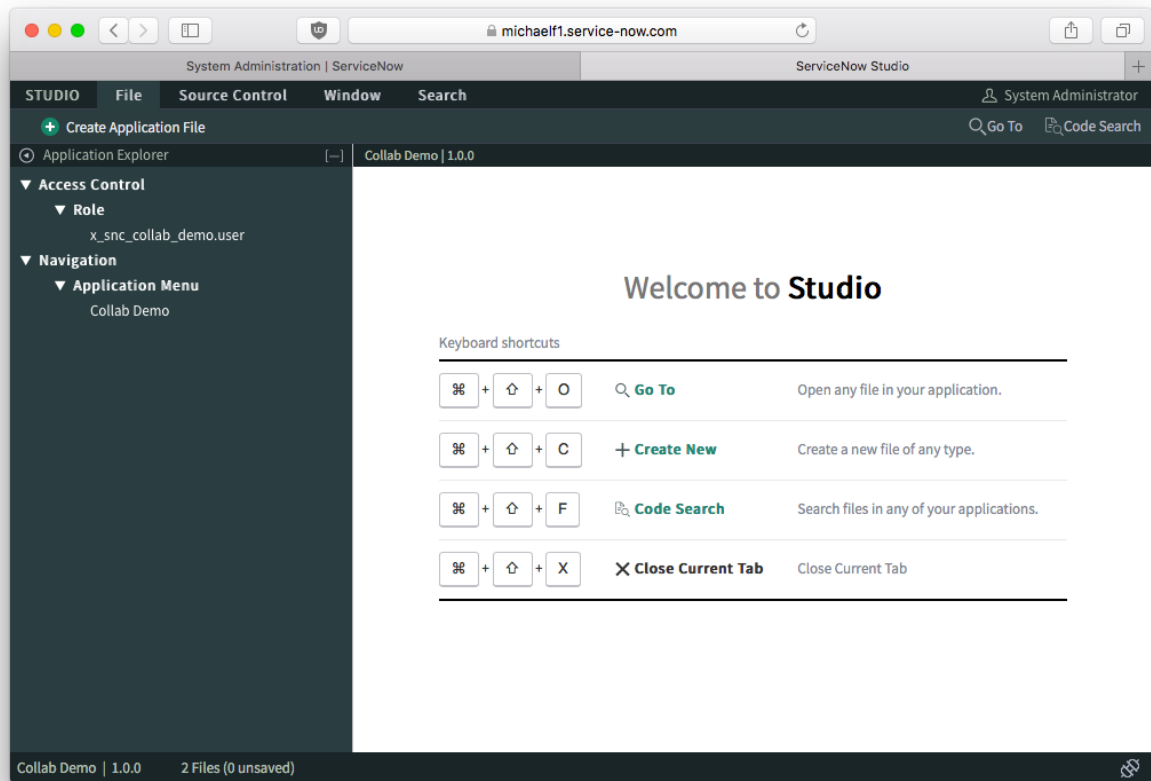 michaelf1.service-now.com
System Administration | ServiceNow
ServiceNow Studio
STUDIO File Source Control Window Search System Administrator
Create Application File Go To Code Search
Application Explorer [—] Collab Demo | 1.0.0
Access Control
Role
x_snc_collab_demo.user
Navigation
Application Menu
Collab Demo
Welcome to Studio
Keyboard shortcuts
⌘ + ⇧ + O Go To Open any file in your application.
⌘ + ⇧ + C Create New Create a new file of any type.
⌘ + ⇧ + F Code Search Search files in any of your applications.
⌘ + ⇧ + X Close Current Tab Close Current Tab
Collab Demo | 1.0.0 2 Files (0 unsaved)